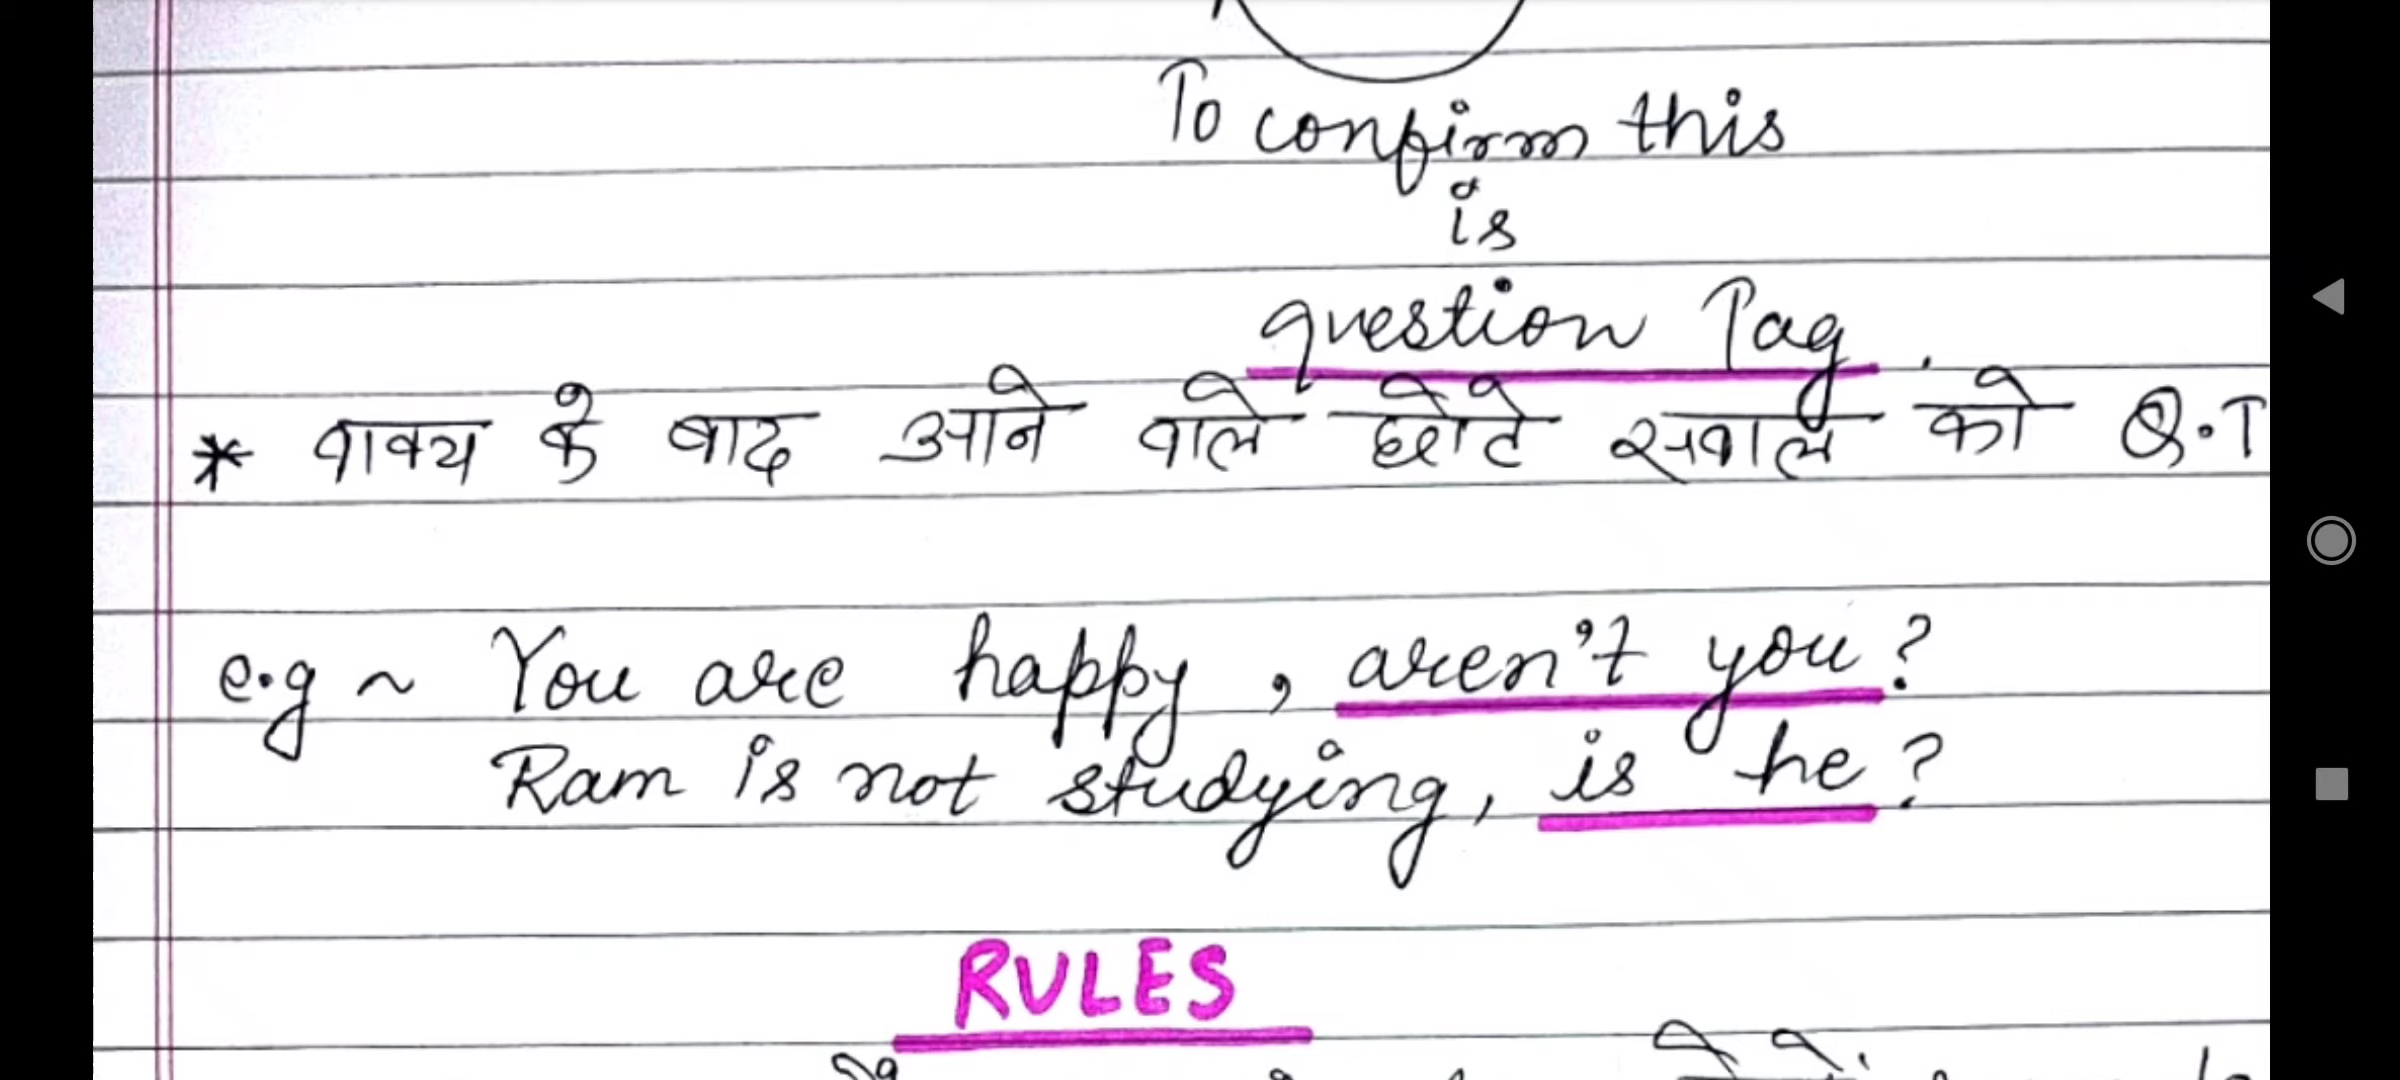 To confirm this
is
question Tag.
* वाक्य के बाद आने वाले छोटे सवाल को Q.T
e.g ~ You are happy, aren't you?
Ram is not studying, is he?
RULES